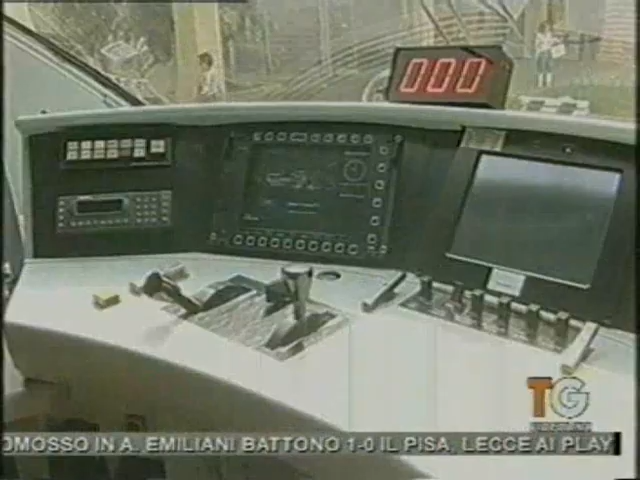 000
TG
OMOSSO IN A. EMILIANI BATTONO 1-0 IL PISA, LECCE AI PLAY